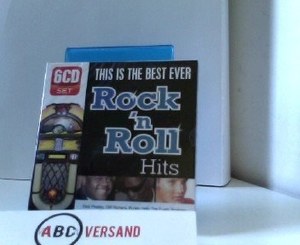 6CD
SET
THIS IS THE BEST EVER
Rock
'n
Roll
Hits
ABC VERSAND